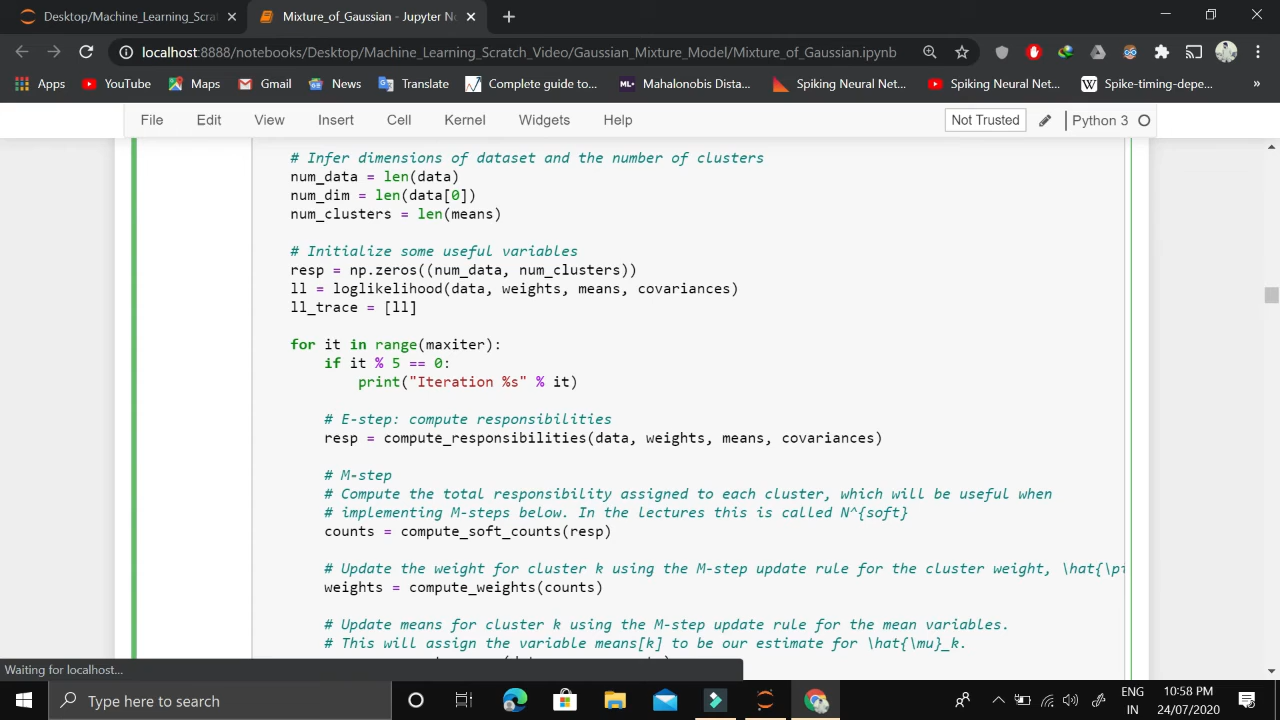 Desktop/Machine_Learning_Scrat
Mixture_of_Gaussian - Jupyter No
localhost:8888/notebooks/Desktop/Machine_Learning_Scratch_Video/Gaussian_Mixture_Model/Mixture_of_Gaussian.ipynb
Apps YouTube Maps Gmail News Translate Complete guide to... ML+ Mahalonobis Dista... Spiking Neural Net... Spiking Neural Net... W Spike-timing-depe... »
File Edit View Insert Cell Kernel Widgets Help Not Trusted Python 3
# Infer dimensions of dataset and the number of clusters
num_data = len(data)
num_dim = len(data[0])
num_clusters = len(means)
# Initialize some useful variables
resp = np.zeros((num_data, num_clusters))
ll = loglikelihood(data, weights, means, covariances)
ll_trace = [ll]
for it in range(maxiter):
if it % 5 == 0:
print("Iteration %s" % it)
# E-step: compute responsibilities
resp = compute_responsibilities(data, weights, means, covariances)
# M-step
# Compute the total responsibility assigned to each cluster, which will be useful when
# implementing M-steps below. In the lectures this is called N^{soft}
counts = compute_soft_counts(resp)
# Update the weight for cluster k using the M-step update rule for the cluster weight, \hat{\pi
weights = compute_weights(counts)
# Update means for cluster k using the M-step update rule for the mean variables.
# This will assign the variable means[k] to be our estimate for \hat{\mu}_k.
Waiting for localhost...
Type here to search
ENG
IN
10:58 PM
24/07/2020